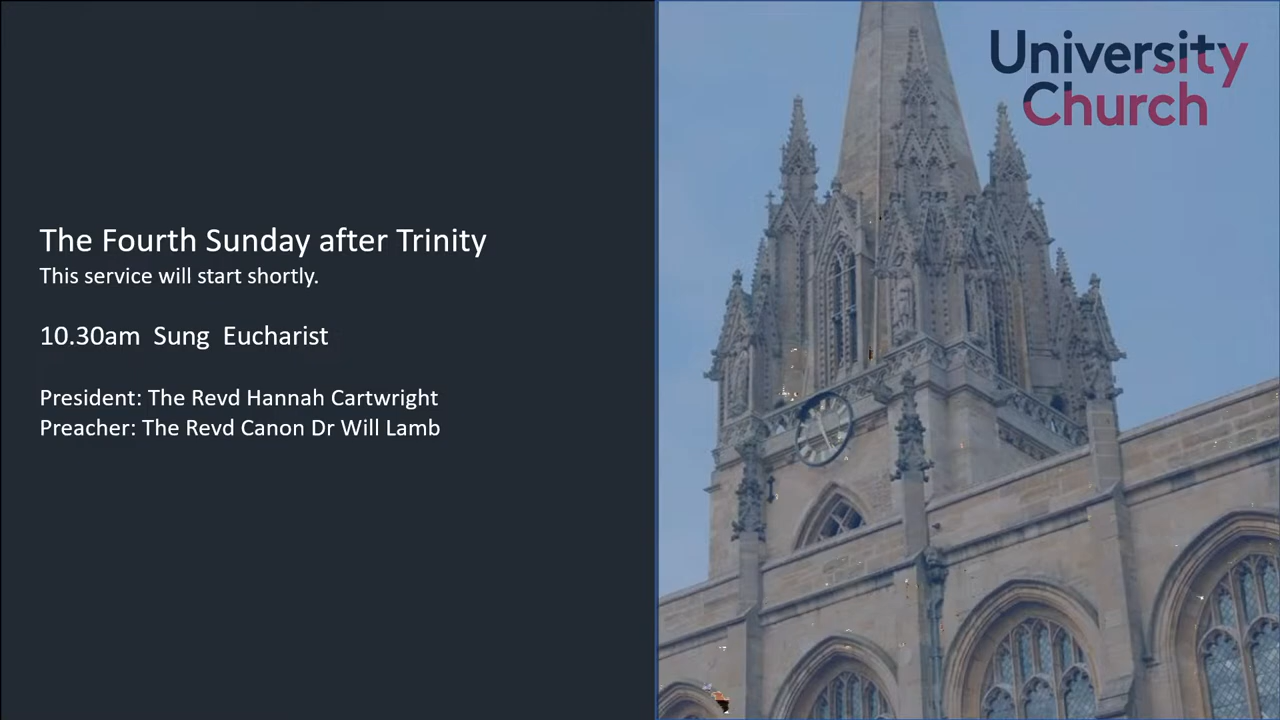 The Fourth Sunday after Trinity
This service will start shortly.
10.30am Sung Eucharist
President: The Revd Hannah Cartwright
Preacher: The Revd Canon Dr Will Lamb
University
Church